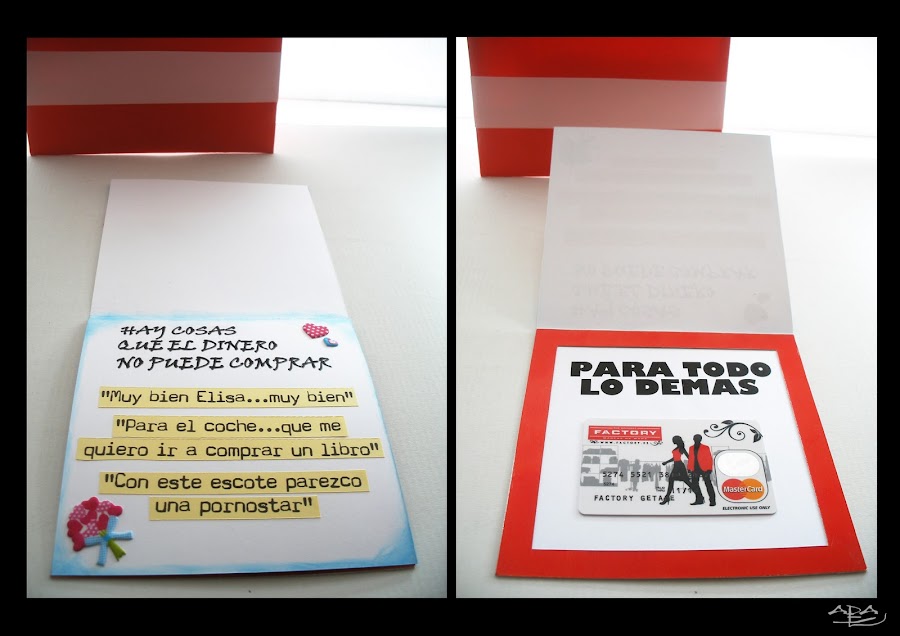 HAY COSAS
QUE EL DINERO
NO PUEDE COMPRAR
"Muy bien Elisa...muy bien"
"Para el coche...que me
quiero ir a comprar un libro"
"Con este escote parezco
una pornostar"
PARA TODO
LO DEMAS
FACTORY
5274 5521
FACTORY GETAFE
MasterCard
ELECTRONIC USE ONLY